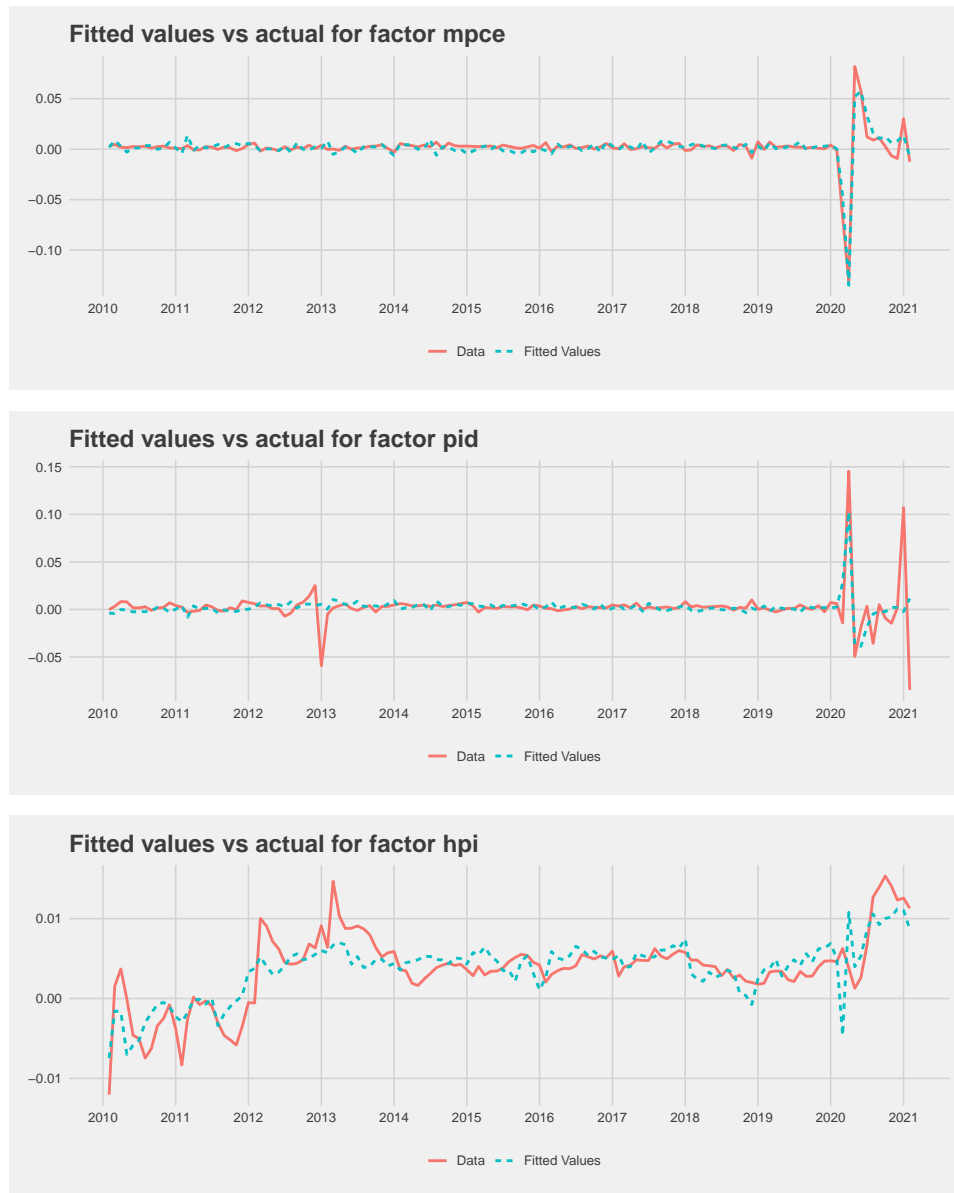 Fitted values vs actual for factor mpce
0.05
0.00
−0.05
−0.10
2010 2011 2012 2013 2014 2015 2016 2017 2018 2019 2020 2021
Data Fitted Values
Fitted values vs actual for factor pid
0.15
0.10
0.05
0.00
−0.05
2010 2011 2012 2013 2014 2015 2016 2017 2018 2019 2020 2021
Data Fitted Values
Fitted values vs actual for factor hpi
0.01
0.00
−0.01
2010 2011 2012 2013 2014 2015 2016 2017 2018 2019 2020 2021
Data Fitted Values